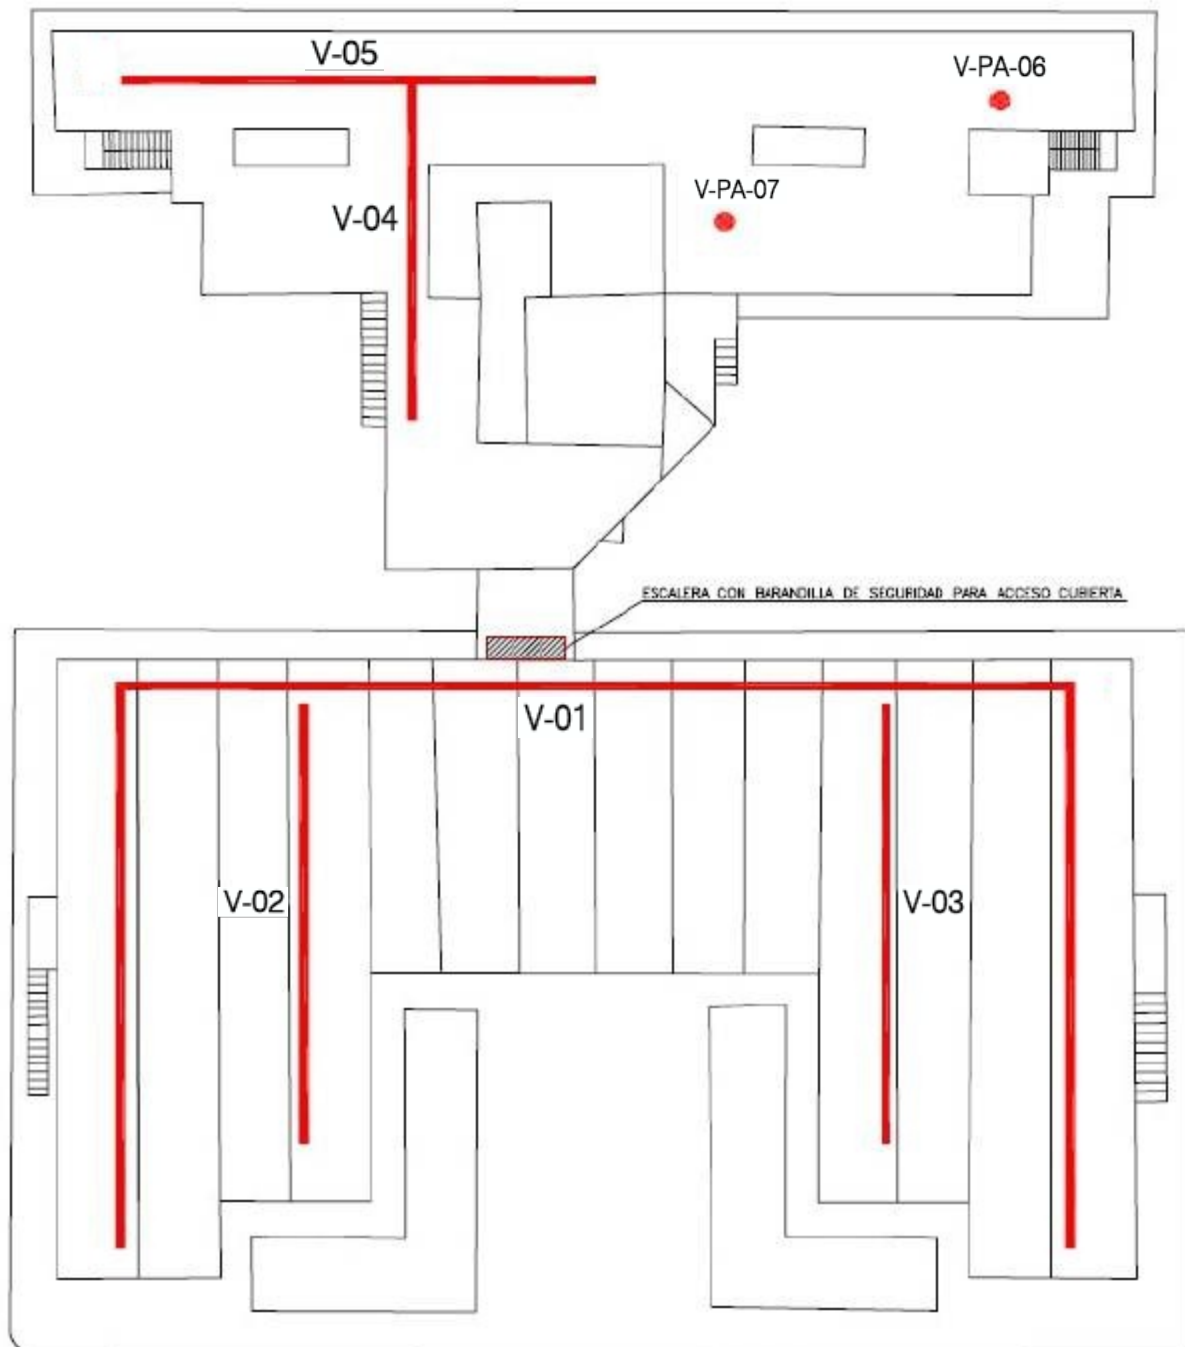 V-05
V-PA-06
V-PA-07
V-04
ESCALERA CON BARANDILLA DE SEGURIDAD PARA ACCESO CUBIERTA
V-01
V-02
V-03